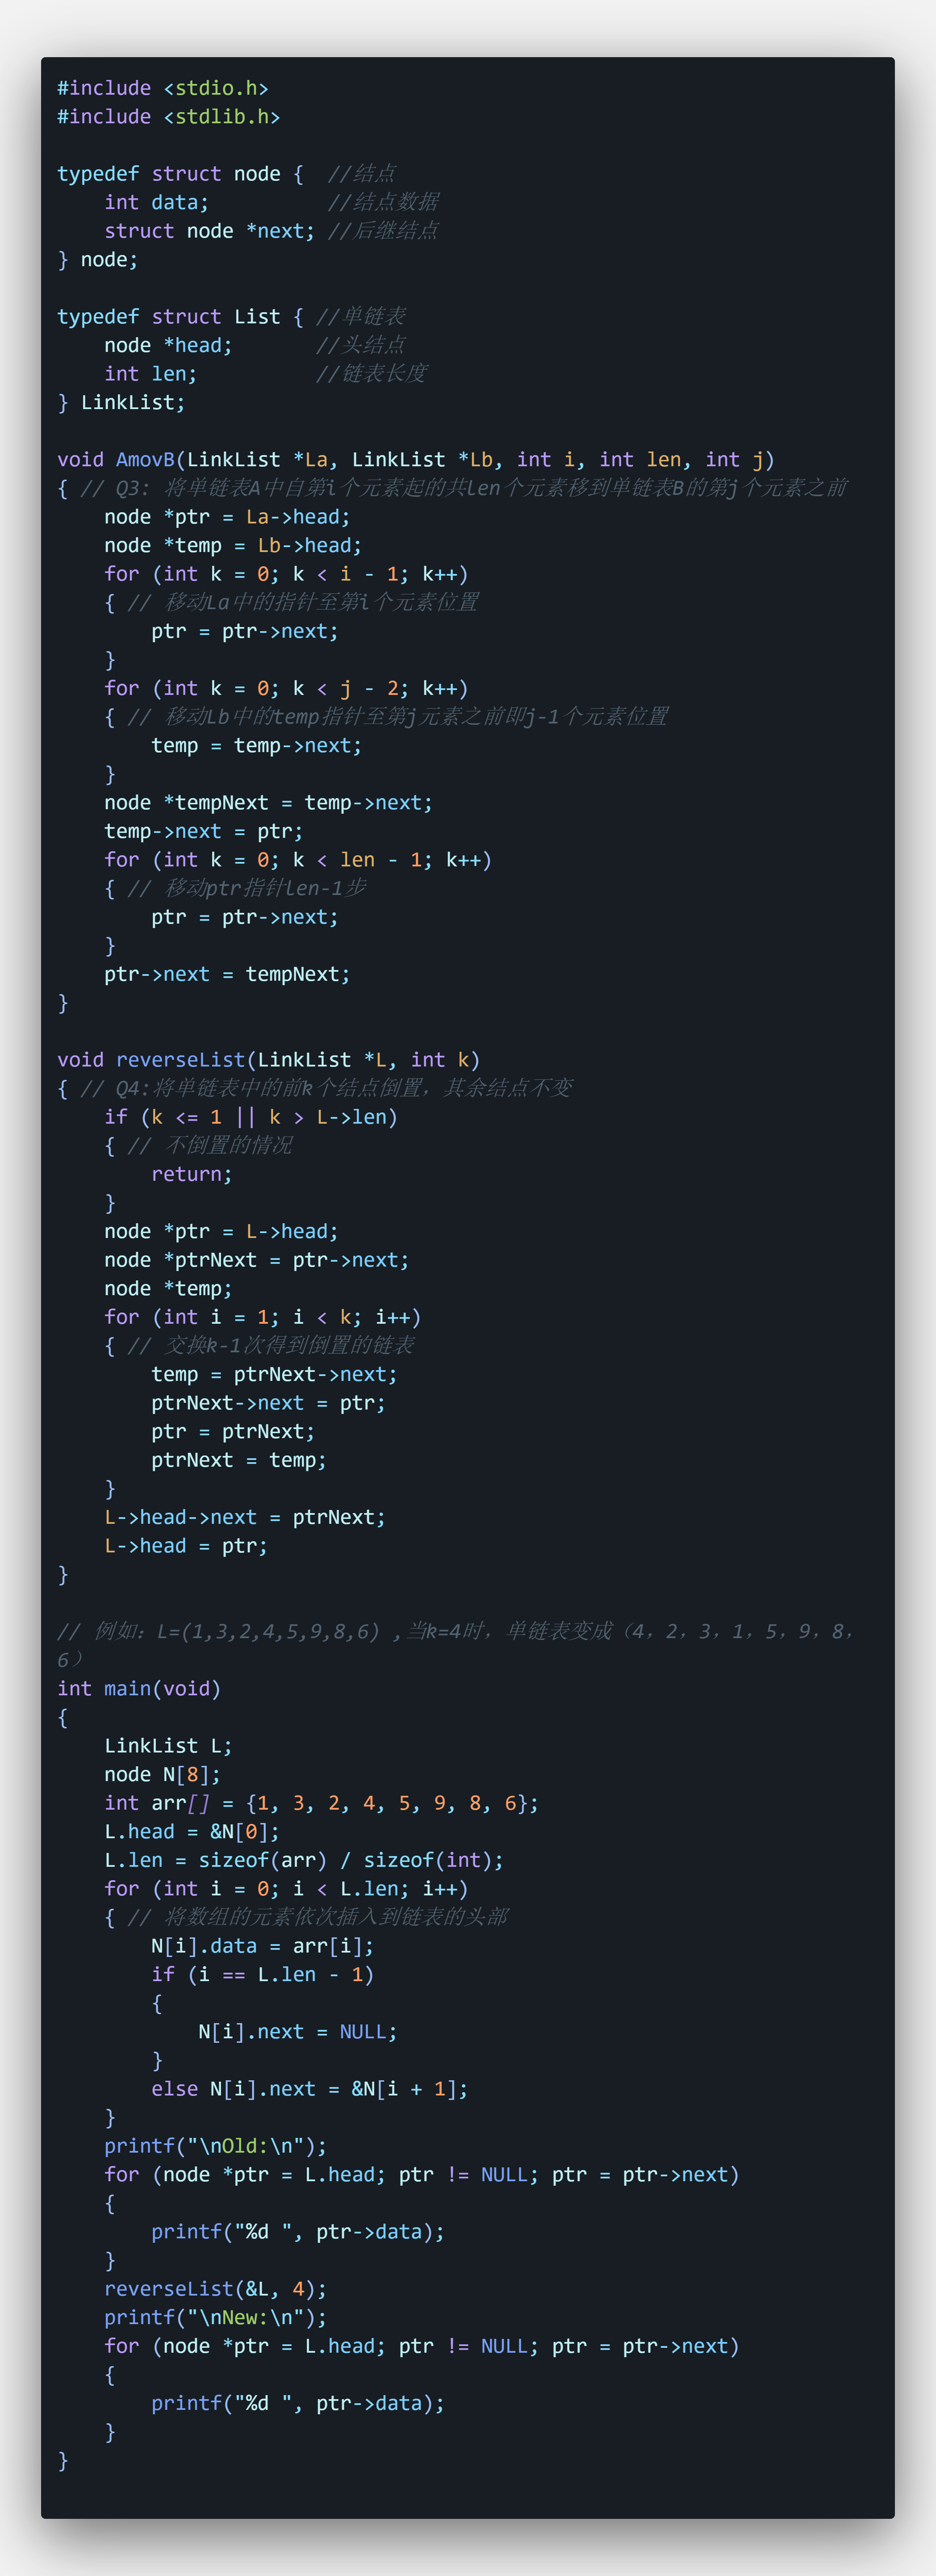 #include <stdio.h>
#include <stdlib.h>

typedef struct node {  //结点
    int data;          //结点数据
    struct node *next; //后继结点
} node;

typedef struct List { //单链表
    node *head;       //头结点
    int len;          //链表长度
} LinkList;

void AmovB(LinkList *La, LinkList *Lb, int i, int len, int j)
{ // Q3: 将单链表A中自第i个元素起的共len个元素移到单链表B的第j个元素之前
    node *ptr = La->head;
    node *temp = Lb->head;
    for (int k = 0; k < i - 1; k++)
    { // 移动La中的指针至第i个元素位置
        ptr = ptr->next;
    }
    for (int k = 0; k < j - 2; k++)
    { // 移动Lb中的temp指针至第j元素之前即j-1个元素位置
        temp = temp->next;
    }
    node *tempNext = temp->next;
    temp->next = ptr;
    for (int k = 0; k < len - 1; k++)
    { // 移动ptr指针len-1步
        ptr = ptr->next;
    }
    ptr->next = tempNext;
}

void reverseList(LinkList *L, int k)
{ // Q4:将单链表中的前k个结点倒置，其余结点不变
    if (k <= 1 || k > L->len)
    { // 不倒置的情况
        return;
    }
    node *ptr = L->head;
    node *ptrNext = ptr->next;
    node *temp;
    for (int i = 1; i < k; i++)
    { // 交换k-1次得到倒置的链表
        temp = ptrNext->next;
        ptrNext->next = ptr;
        ptr = ptrNext;
        ptrNext = temp;
    }
    L->head->next = ptrNext;
    L->head = ptr;
}

// 例如：L=(1,3,2,4,5,9,8,6) ,当k=4时，单链表变成（4，2，3，1，5，9，8，
6）
int main(void)
{
    LinkList L;
    node N[8];
    int arr[] = {1, 3, 2, 4, 5, 9, 8, 6};
    L.head = &N[0];
    L.len = sizeof(arr) / sizeof(int);
    for (int i = 0; i < L.len; i++)
    { // 将数组的元素依次插入到链表的头部
        N[i].data = arr[i];
        if (i == L.len - 1)
        {
            N[i].next = NULL;
        }
        else N[i].next = &N[i + 1];
    }
    printf("\nOld:\n");
    for (node *ptr = L.head; ptr != NULL; ptr = ptr->next)
    {
        printf("%d ", ptr->data);
    }
    reverseList(&L, 4);
    printf("\nNew:\n");
    for (node *ptr = L.head; ptr != NULL; ptr = ptr->next)
    {
        printf("%d ", ptr->data);
    }
}